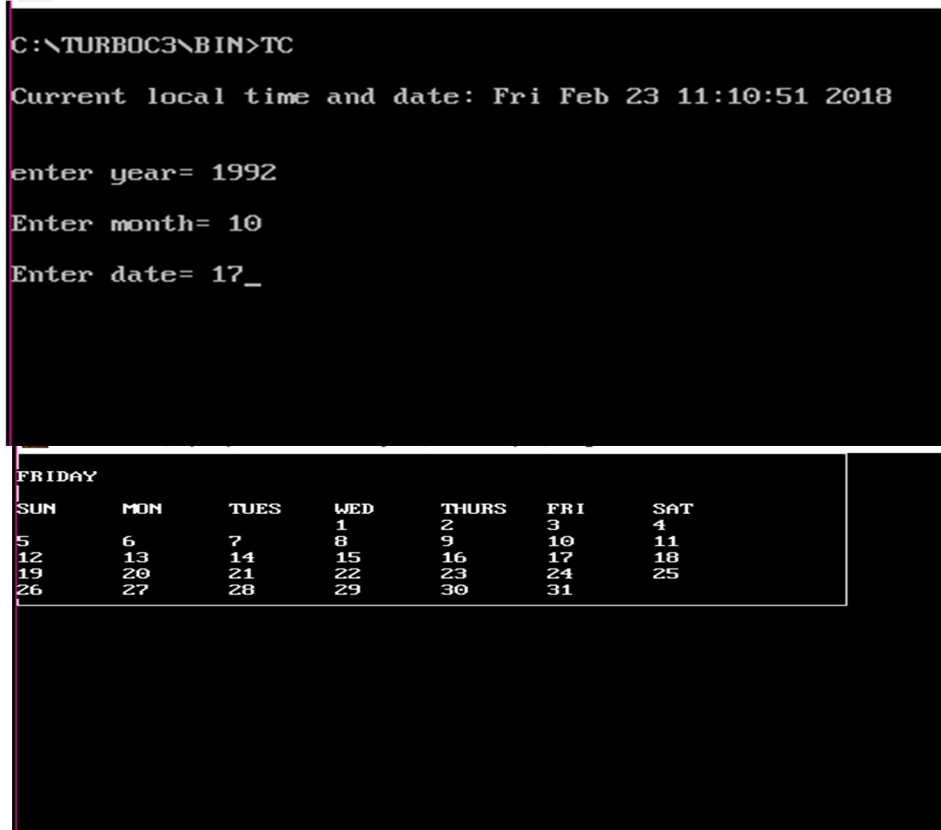 C:\TURBOC3\BIN>TC
Current local time and date: Fri Feb 23 11:10:51 2018
enter year= 1992
Enter month= 10
Enter date= 17_
FRIDAY
SUN MON TUES WED THURS FRI SAT
1 2 3 4
5 6 7 8 9 10 11
12 13 14 15 16 17 18
19 20 21 22 23 24 25
26 27 28 29 30 31